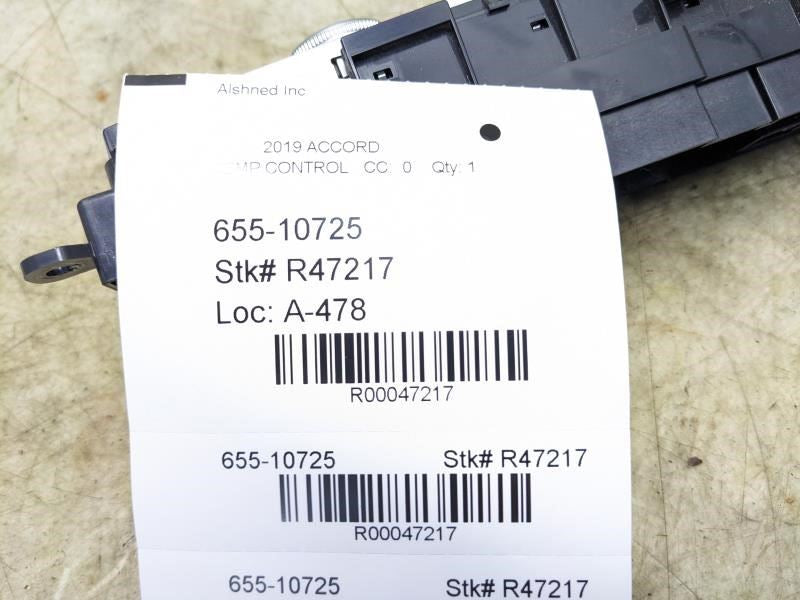 Alshned Inc
2019 ACCORD
CONTROL CC: 0 Qty: 1
655-10725
Stk# R47217
Loc: A-478
R00047217
655-10725 Stk# R47217
R00047217
655-10725 Stk# R47217